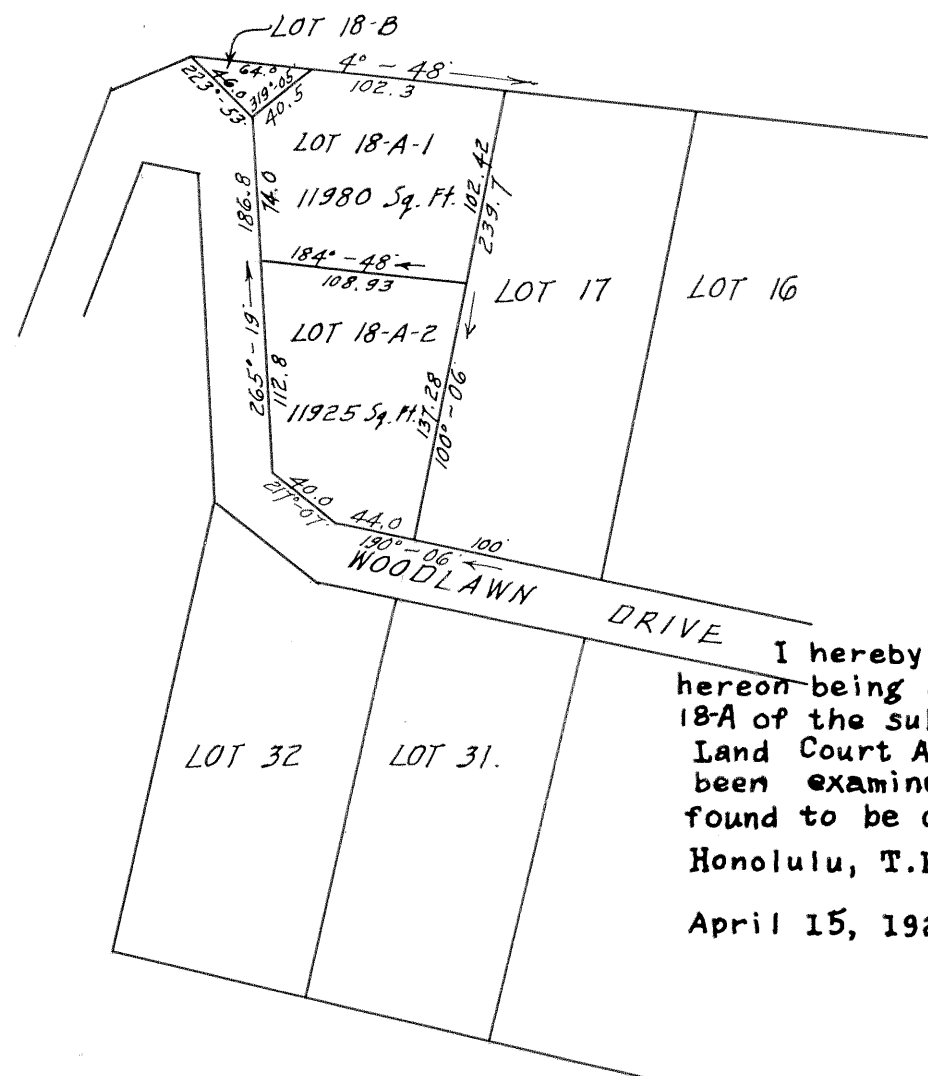 LOT 18-B
4° - 48'
102.3
64.0
46.0
223° - 53'
319°-05'
40.5
LOT 18-A-1
11980 Sq. Ft.
102.42
239.7
186.8
74.0
184° - 48'
108.93
LOT 17
LOT 16
LOT 18-A-2
11925 Sq. Ft.
265° - 19'
112.8
137.28
100° - 06'
40.0
217°-07'
44.0
190° - 06'
100'
WOODLAWN DRIVE
I hereby
hereon being
18-A of the
Land Court
been
found to be
Honolulu,
April 15,
LOT 32
LOT 31.